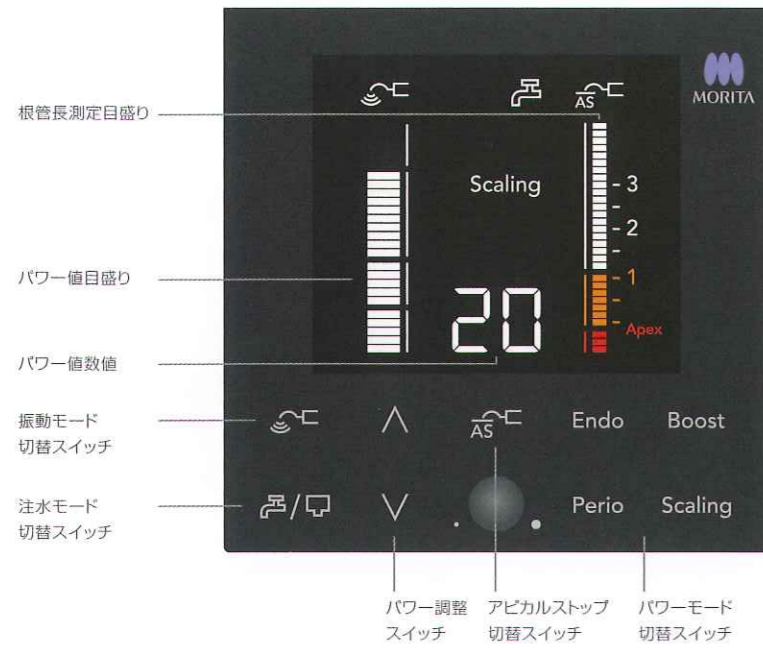 MORITA
根管長測定目盛り
AS
Scaling
3
2
パワー値目盛り
1
20
Apex
パワー値数値
振動モード
切替スイッチ
AS
Endo
Boost
注水モード
切替スイッチ
/
Perio
Scaling
パワー調整
スイッチ
アピカルストップ
切替スイッチ
パワーモード
切替スイッチ